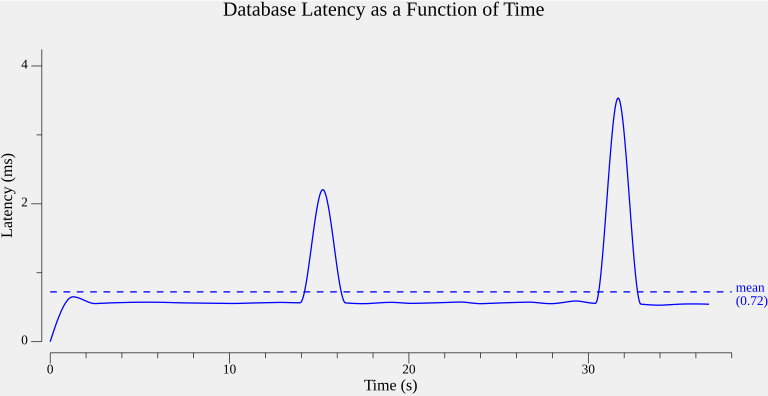 Database Latency as a Function of Time
4
2
0
Latency (ms)
mean
(0.72)
0
10
20
30
Time (s)